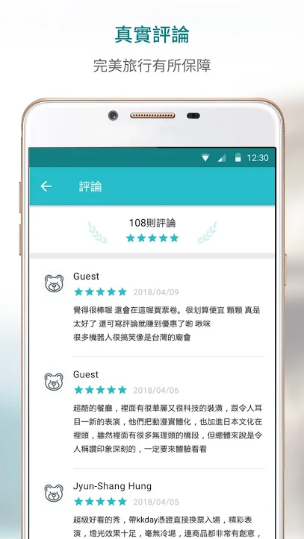 真實評論
完美旅行有所保障
12:30
評論
108則評論
Guest
2018/04/09
覺得很棒喔 還會在這喔買票卷。很划算便宜 顆顆 真是
太好了 還可寫評論就賺到優惠了喲 啾咪
很多機器人很搞笑像是台灣的廟會
Guest
2018/04/06
超酷的餐廳，裡面有很華麗又很科技的裝潢，跟令人耳
目一新的表演，他們把動漫實體化，也加進日本文化在
裡頭，雖然裡面有很多無厘頭的橋段，但總體來說是令
人稱讚印象深刻的，一定要來體驗看看
Jyun-Shang Hung
2018/04/05
超級好看的秀，帶kkday憑證直接換票入場，精彩表
演，燈光效果十足，毫無冷場，連商品都非常有創意，